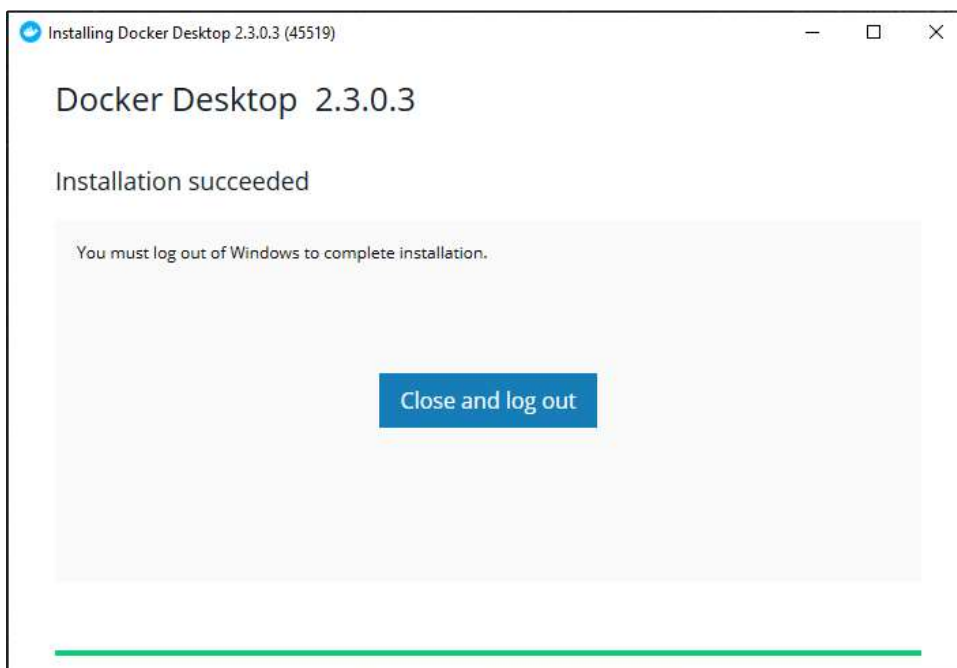 Installing Docker Desktop 2.3.0.3 (45519)
Docker Desktop 2.3.0.3
Installation succeeded
You must log out of Windows to complete installation.
Close and log out